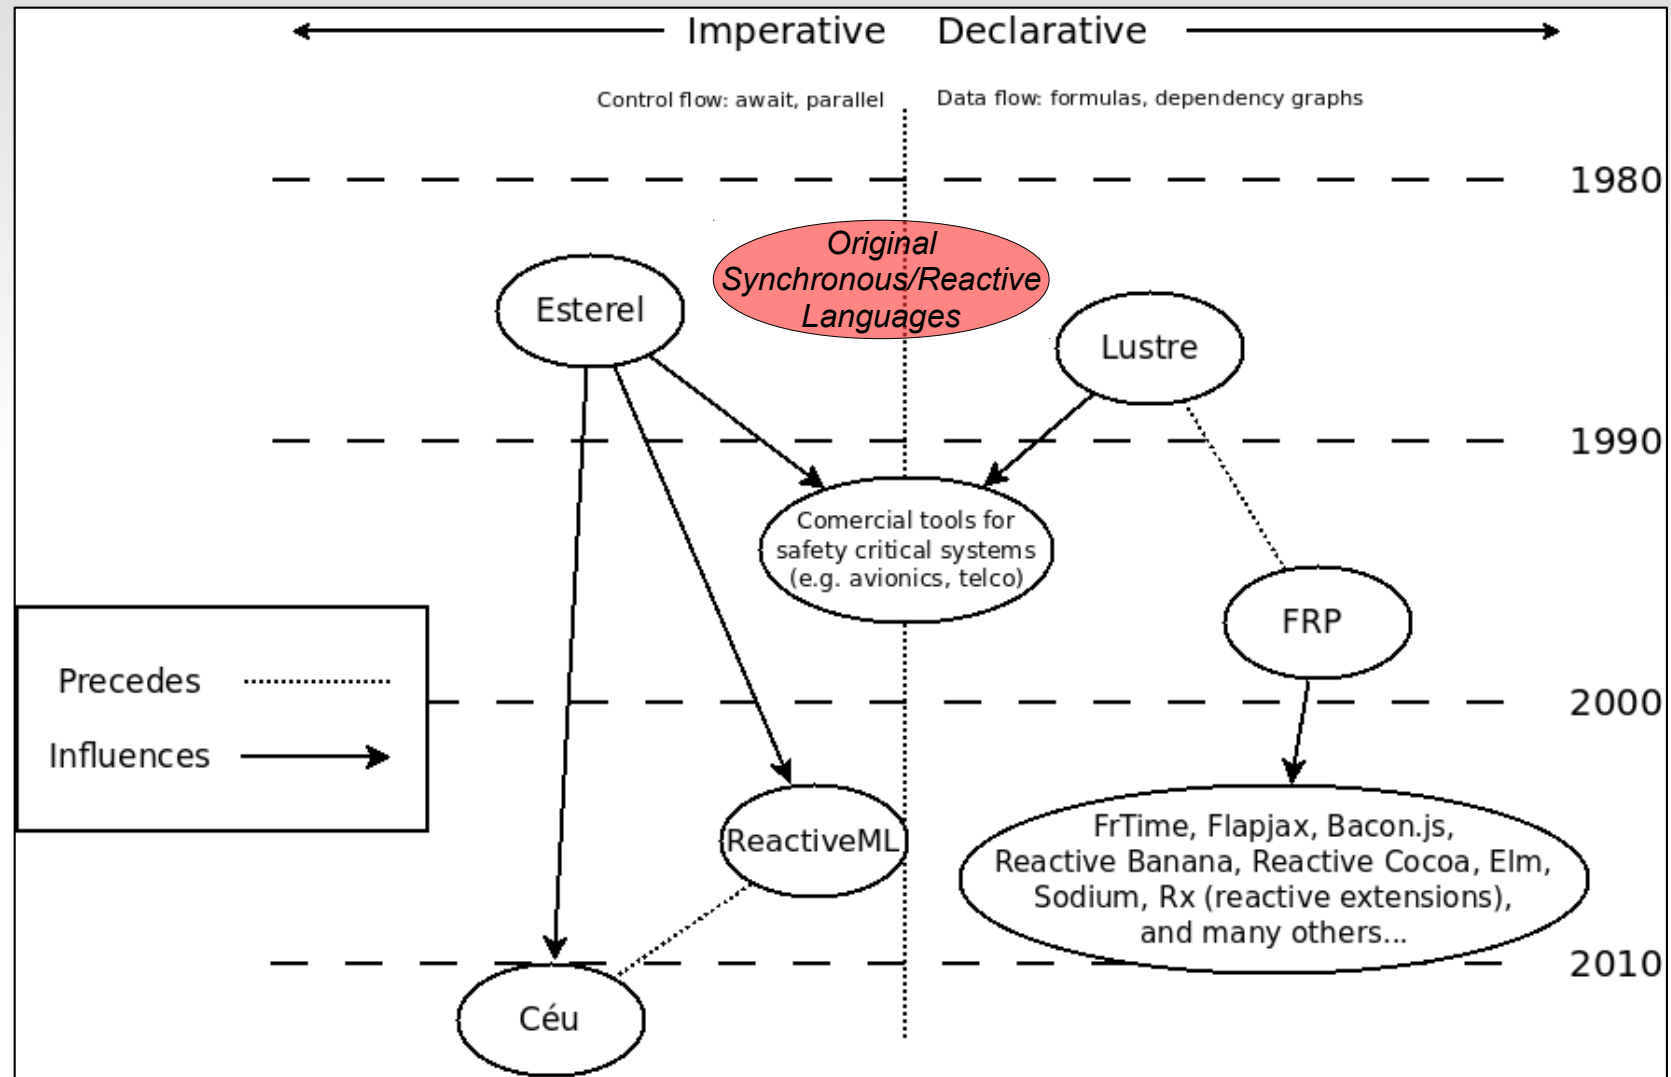 Imperative
Declarative
Control flow: await, parallel
Data flow: formulas, dependency graphs
1980
Original
Synchronous/Reactive
Languages
Esterel
Lustre
1990
Comercial tools for
safety critical systems
(e.g. avionics, telco)
FRP
Precedes
Influences
2000
ReactiveML
FrTime, Flapjax, Bacon.js,
Reactive Banana, Reactive Cocoa, Elm,
Sodium, Rx (reactive extensions),
and many others...
2010
Céu